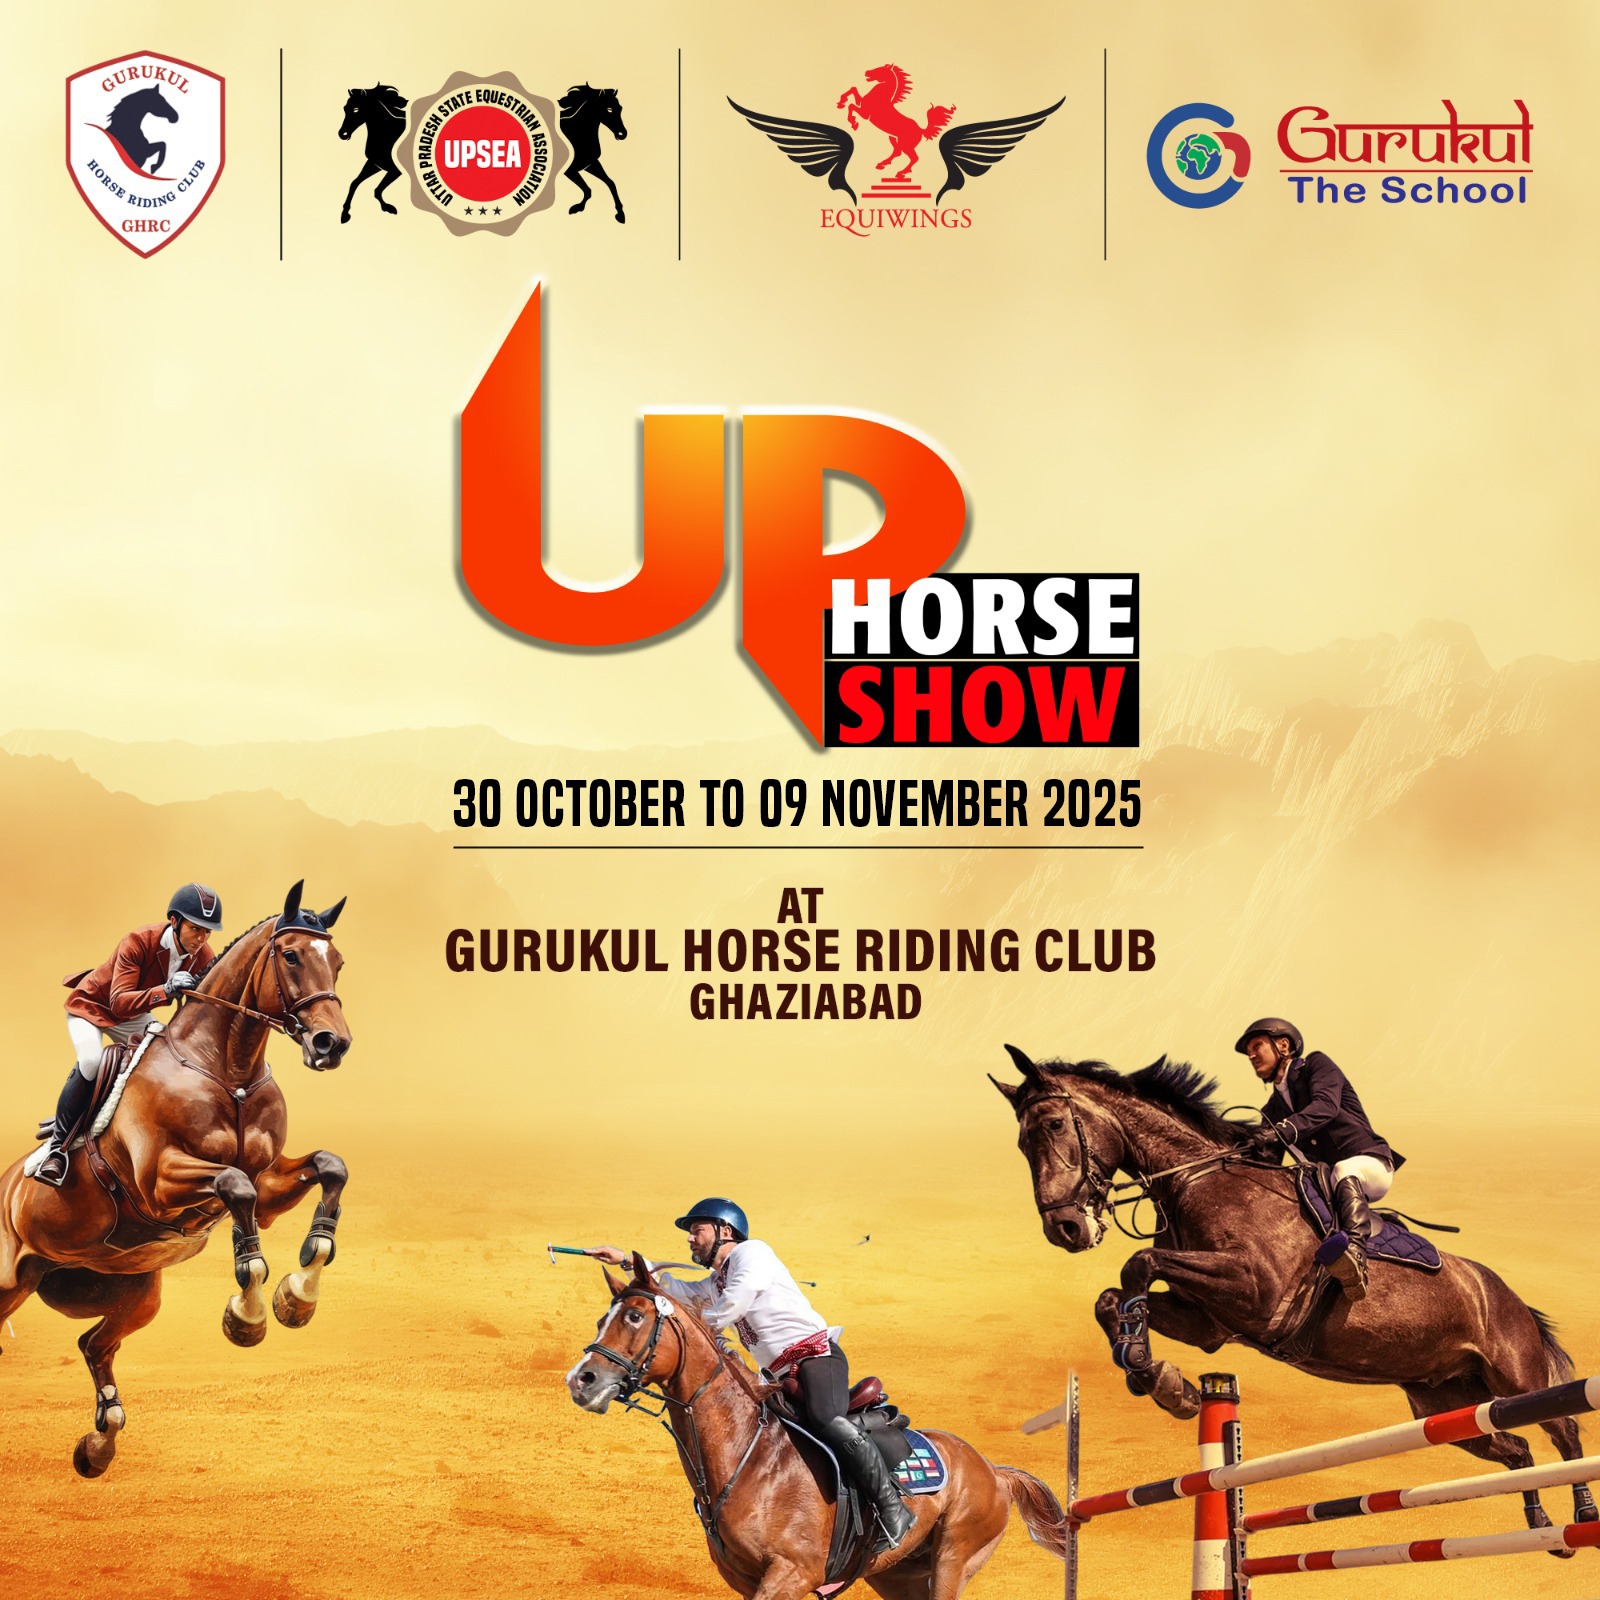 GURUKUL
HORSE RIDING CLUB
GHRC
UTTAR PRADESH STATE EQUESTRIAN ASSOCIATION
UPSEA
EQUIWINGS
Gurukul
The School
UP
HORSE
SHOW
30 OCTOBER TO 09 NOVEMBER 2025
AT
GURUKUL HORSE RIDING CLUB
GHAZIABAD